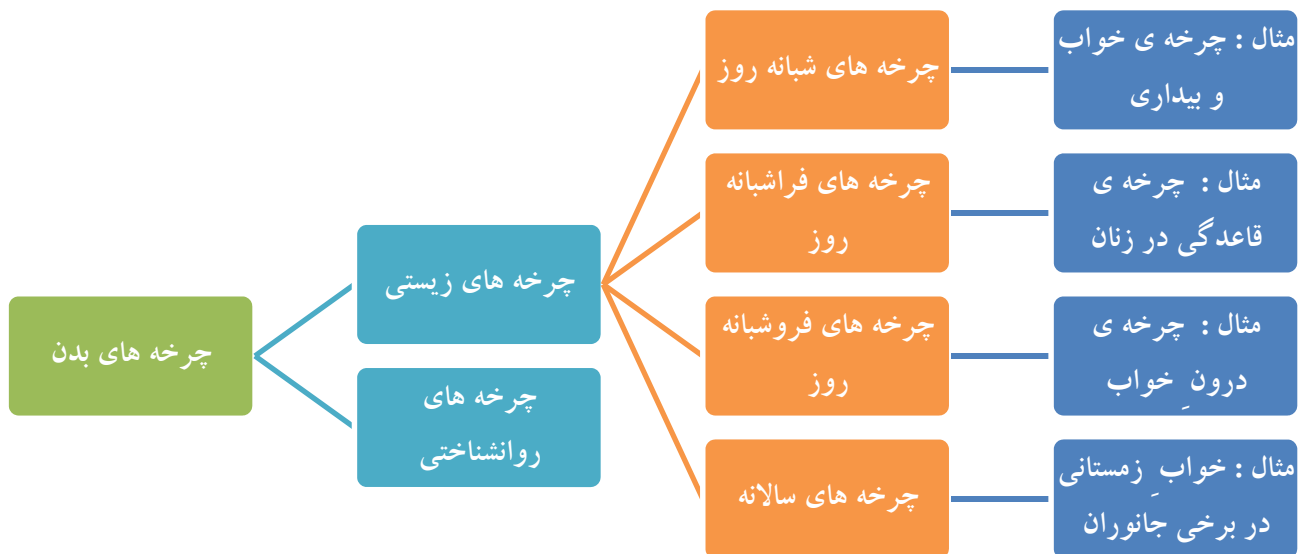 چرخه های بدن
چرخه های زیستی
چرخه های
روانشناختی
چرخه های شبانه روز
مثال : چرخه ی خواب
و بیداری
چرخه های فراشبانه
روز
مثال : چرخه ی
قاعدگی در زنان
چرخه های فروشبانه
روز
مثال : چرخه ی
درونِ خواب
چرخه های سالانه
مثال : خوابِ زمستانی
در برخی جانوران